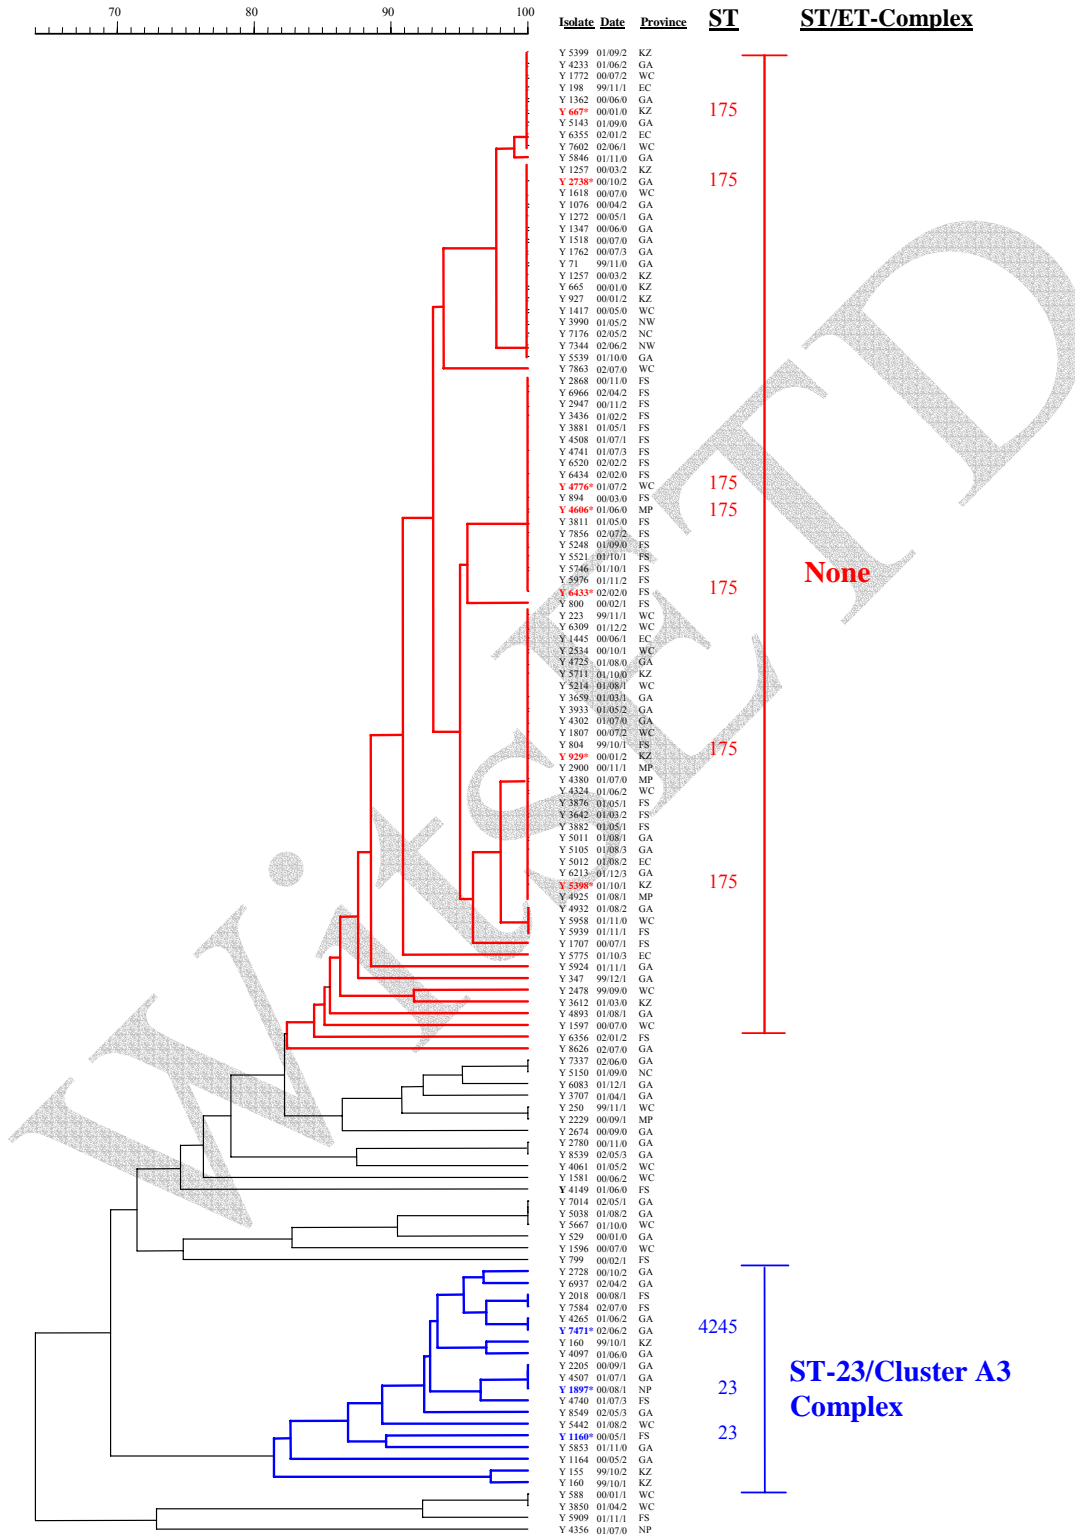 70 80 90 100
Isolate Date Province ST ST/ET-Complex
Y 5399 01/09/2 KZ
Y 4233 01/06/2 GA
Y 1772 00/07/2 WC
Y 198 99/11/1 EC
Y 1362 00/06/0 GA
Y 667* 00/01/0 KZ 175
Y 5143 01/09/0 GA
Y 6355 02/01/2 EC
Y 7602 02/06/1 WC
Y 5846 01/11/0 GA
Y 1257 00/03/2 KZ
Y 2738* 00/10/2 GA 175
Y 1618 00/07/0 WC
Y 1076 00/04/2 GA
Y 1272 00/05/1 GA
Y 1347 00/06/0 GA
Y 1518 00/07/0 GA
Y 1762 00/07/3 GA
Y 71 99/11/0 GA
Y 1257 00/03/2 KZ
Y 665 00/01/0 KZ
Y 927 00/01/2 KZ
Y 1417 00/05/0 WC
Y 3990 01/05/2 NW
Y 7176 02/05/2 NC
Y 7344 02/06/2 NW
Y 5539 01/10/0 GA
Y 7863 02/07/0 WC
Y 2868 00/11/0 FS
Y 6966 02/04/2 FS
Y 2947 00/11/2 FS
Y 3436 01/02/2 FS
Y 3881 01/05/1 FS
Y 4508 01/07/1 FS
Y 4741 01/07/3 FS
Y 6520 02/02/2 FS
Y 6434 02/02/0 FS
Y 4776* 01/07/2 WC 175
Y 894 00/03/0 FS
Y 4606* 01/06/0 MP 175
Y 3811 01/05/0 FS
Y 7856 02/07/2 FS
Y 5248 01/09/0 FS
Y 5521 01/10/1 FS
Y 5746 01/10/1 FS
None
Y 5976 01/11/2 FS
Y 6433* 02/02/0 FS 175
Y 800 00/02/1 FS
Y 223 99/11/1 WC
Y 6309 01/12/2 WC
Y 1445 00/06/1 EC
Y 2534 00/10/1 WC
Y 4725 01/08/0 GA
Y 5711 01/10/0 KZ
Y 5214 01/08/1 WC
Y 3659 01/03/1 GA
Y 3933 01/05/2 GA
Y 4302 01/07/0 GA
Y 1807 00/07/2 WC
Y 804 99/10/1 FS
Y 929* 00/01/2 KZ 175
Y 2900 00/11/1 MP
Y 4380 01/07/0 MP
Y 4324 01/06/2 WC
Y 3876 01/05/1 FS
Y 3642 01/03/2 FS
Y 3882 01/05/1 FS
Y 5011 01/08/1 GA
Y 5105 01/08/3 GA
Y 5012 01/08/2 EC
Y 6213 01/12/3 GA
Y 5398* 01/10/1 KZ 175
Y 4925 01/08/1 MP
Y 4932 01/08/2 GA
Y 5958 01/11/0 WC
Y 5939 01/11/1 FS
Y 1707 00/07/1 FS
Y 5775 01/10/3 EC
Y 5924 01/11/1 GA
Y 347 99/12/1 GA
Y 2478 99/09/0 WC
Y 3612 01/03/0 KZ
Y 4893 01/08/1 GA
Y 1597 00/07/0 WC
Y 6356 02/01/2 FS
Y 8626 02/07/0 GA
Y 7337 02/06/0 GA
Y 5150 01/09/0 NC
Y 6083 01/12/1 GA
Y 3707 01/04/1 GA
Y 250 99/11/1 WC
Y 2229 00/09/1 MP
Y 2674 00/09/0 GA
Y 2780 00/11/0 GA
Y 8539 02/05/3 GA
Y 4061 01/05/2 WC
Y 1581 00/06/2 WC
Y 4149 01/06/0 FS
Y 7014 02/05/1 GA
Y 5038 01/08/2 GA
Y 5667 01/10/0 WC
Y 529 00/01/0 GA
Y 1596 00/07/0 WC
Y 799 00/02/1 FS
Y 2728 00/10/2 GA
Y 6937 02/04/2 GA
Y 2018 00/08/1 FS
Y 7584 02/07/0 FS
Y 4265 01/06/2 GA
Y 7471* 02/06/2 GA 4245
Y 160 99/10/1 KZ
Y 4097 01/06/0 GA
Y 2205 00/09/1 GA
ST-23/Cluster A3
Y 4507 01/07/1 GA
Y 1897* 00/08/1 NP 23
Y 4740 01/07/3 FS
Complex
Y 8549 02/05/3 GA
Y 5442 01/08/2 WC
Y 1160* 00/05/1 FS 23
Y 5853 01/11/0 GA
Y 1164 00/05/2 GA
Y 155 99/10/2 KZ
Y 160 99/10/1 KZ
Y 588 00/01/1 WC
Y 3850 01/04/2 WC
Y 5909 01/11/1 FS
Y 4356 01/07/0 NP
WitsETD